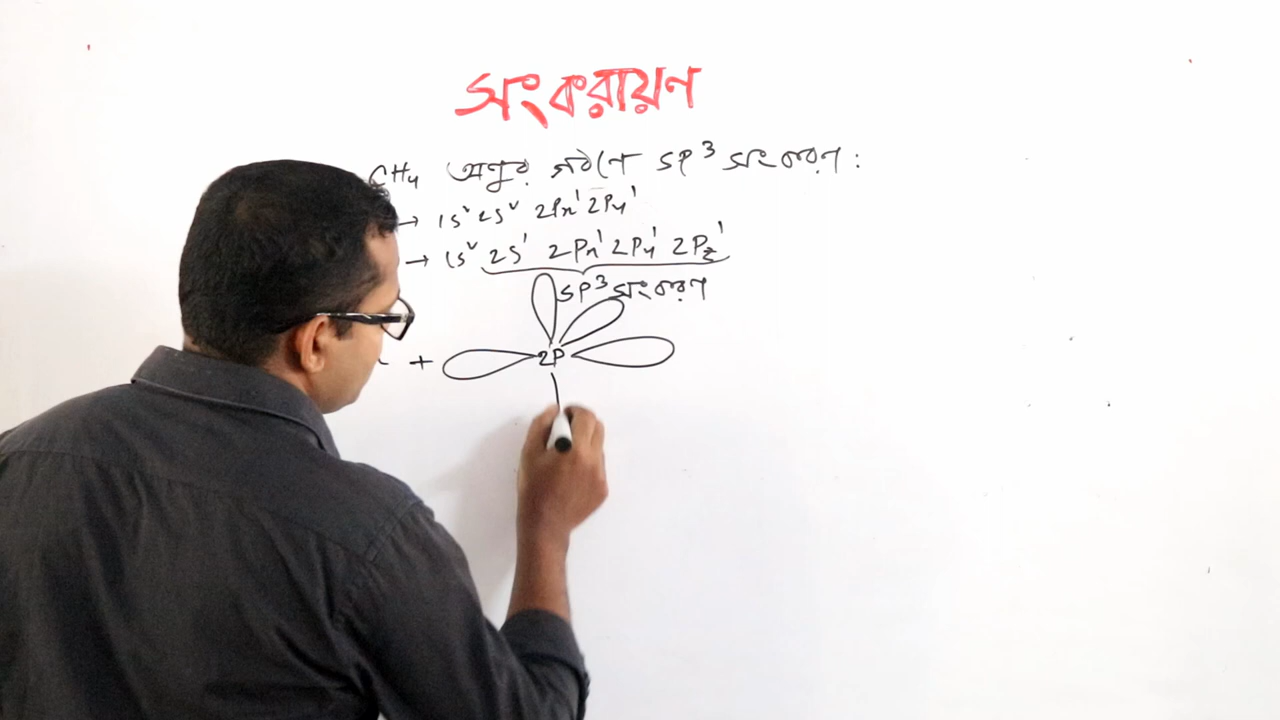 সংকরায়ন
CH₄ অণুর গঠনে SP³ সংকরণ :
→ 1S² 2S² 2Px¹ 2Py¹
→ 1S² 2S¹ 2Px¹ 2Py¹ 2Pz¹
SP³ সংকরণ
+ 2P